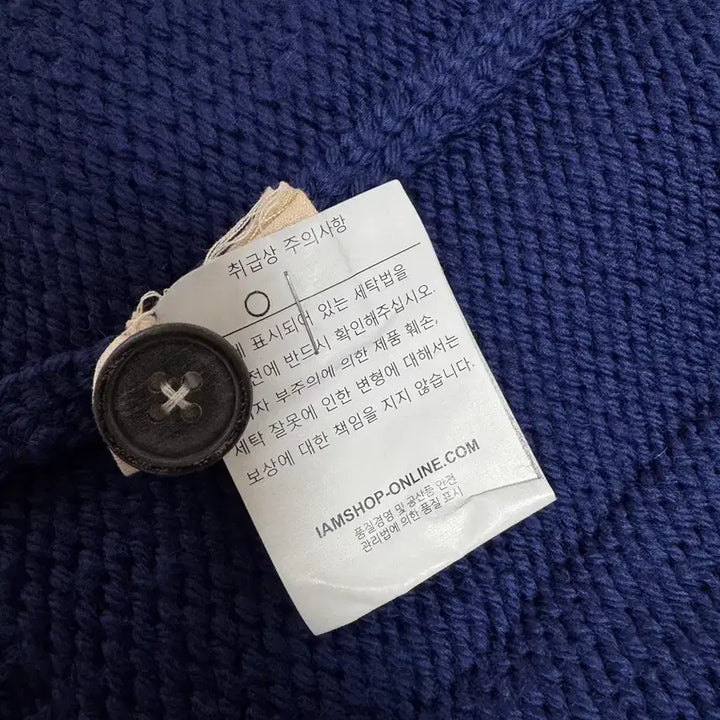 취급상 주의사항
표시되어 있는 세탁법을
전에 반드시 확인해주십시오.
부주의에 의한 제품 훼손,
세탁 잘못에 인한 변형에 대해서는
보상에 대한 책임을 지지 않습니다.
IAMSHOP-ONLINE.COM
품질경영 및 공산품 안전
관리법에 의한 품질 표시